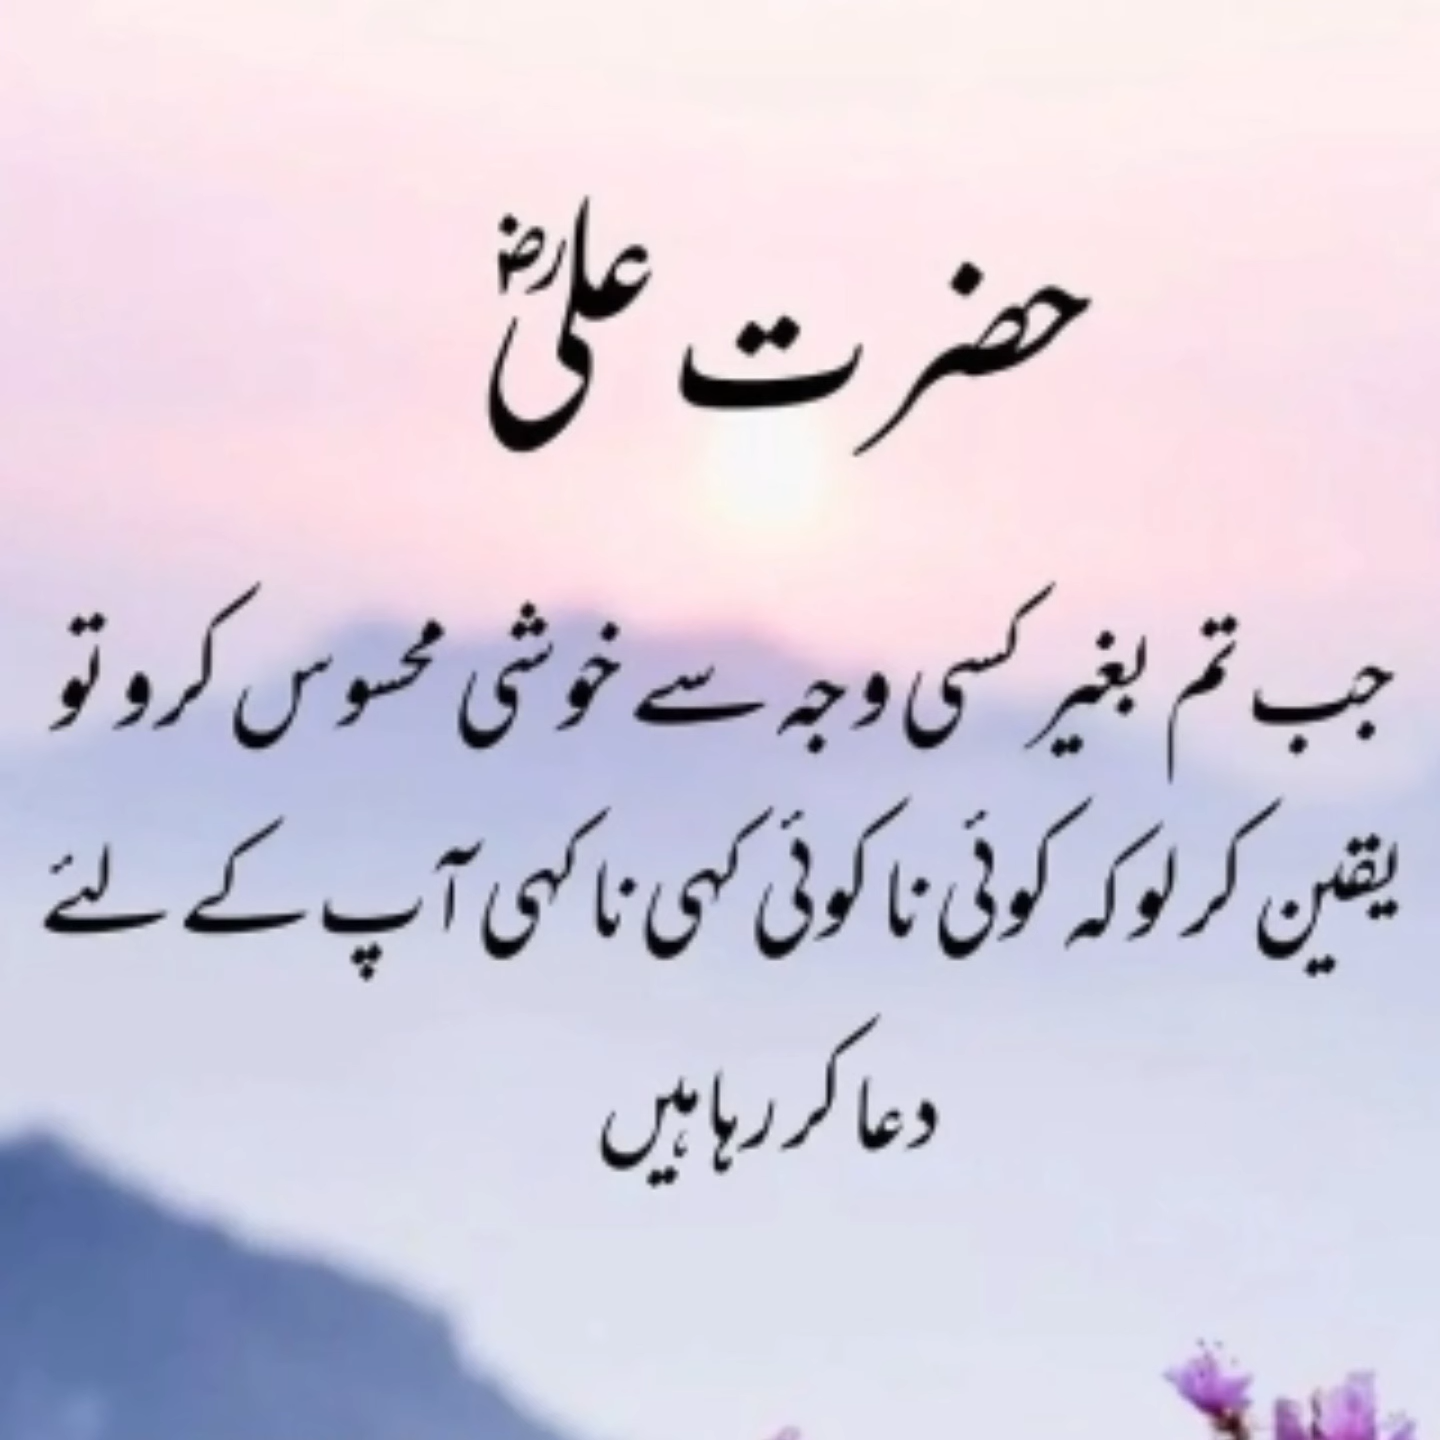 حضرت علیؓ
جب تم بغیر کسی وجہ سے خوشی محسوس کرو تو
یقین کر لو کہ کوئی نا کوئی کہی نا کہی آپ کے لئے
دعا کر رہا ہیں